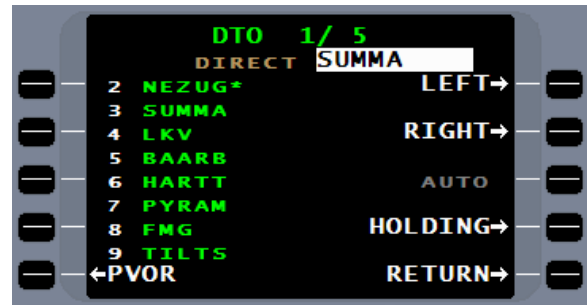 DTO 1/ 5
DIRECT SUMMA
2 NEZUG* LEFT→
3 SUMMA
4 LKV RIGHT→
5 BAARB
6 HARTT AUTO
7 PYRAM
8 FMG HOLDING→
9 TILTS
←PVOR RETURN→